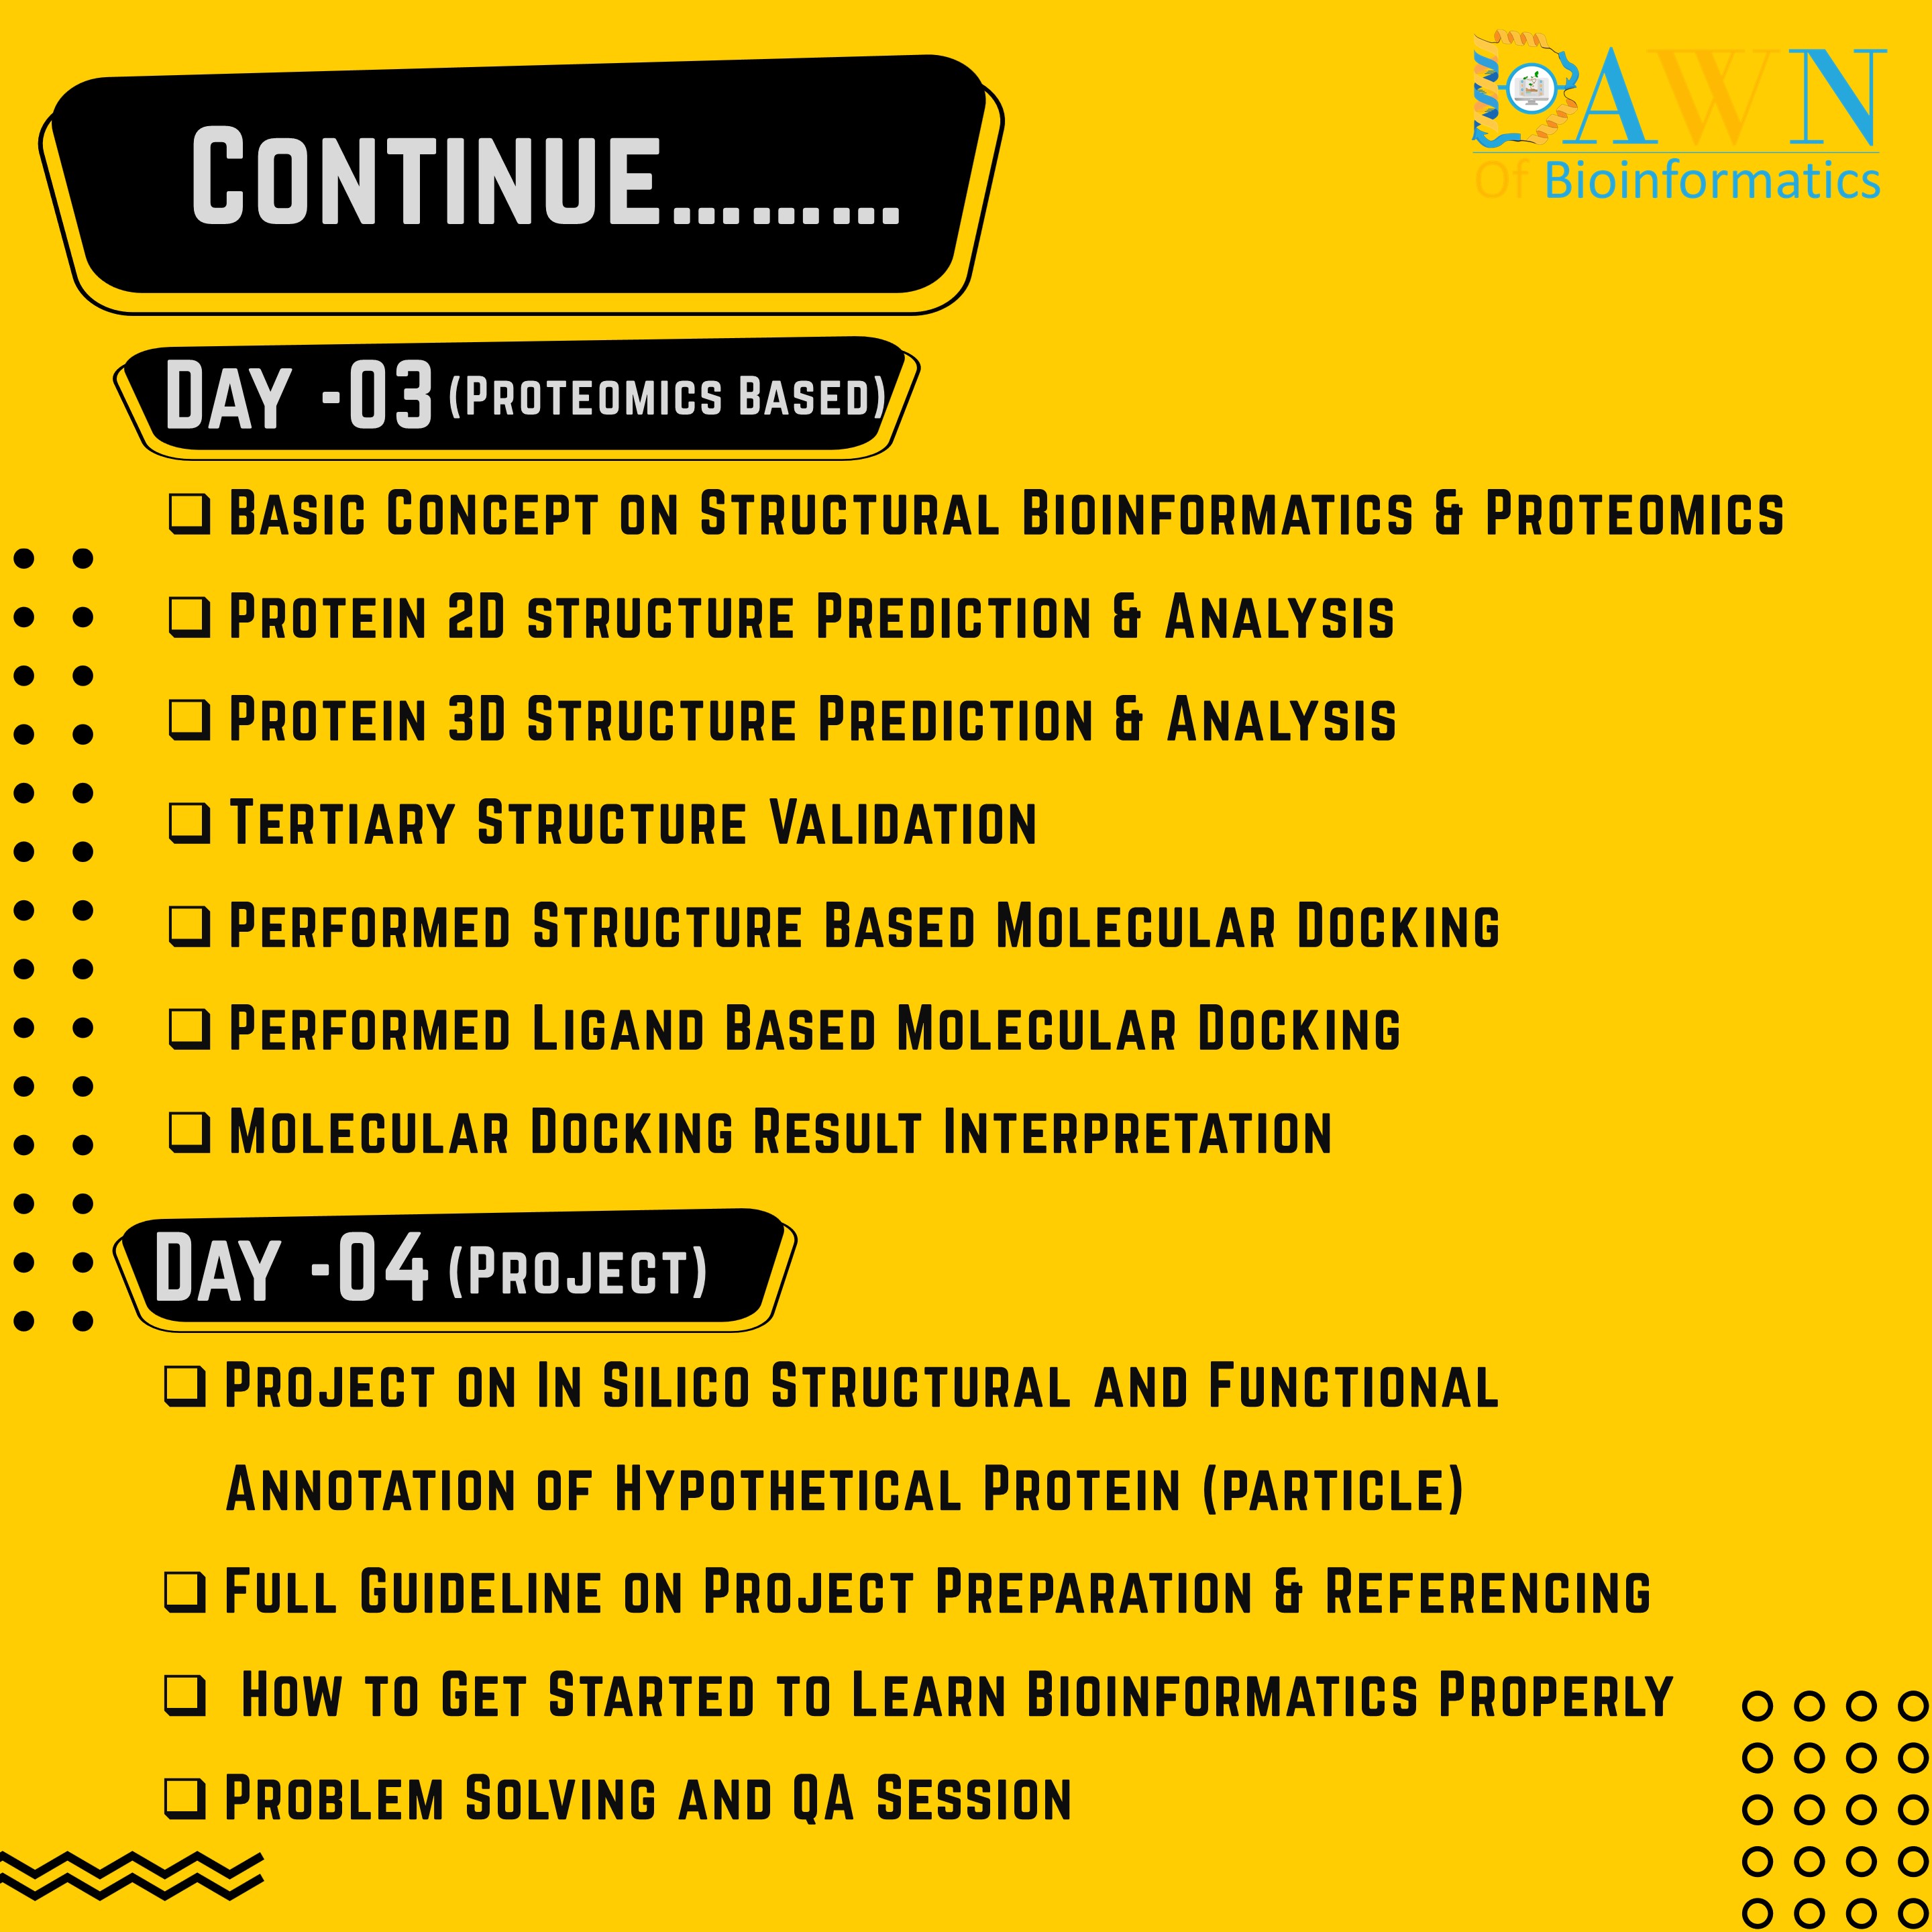 DAWN
Of Bioinformatics
Continue..........
Day -03 (Proteomics Based)
Basic Concept on Structural Bioinformatics & Proteomics
Protein 2D structure Prediction & Analysis
Protein 3D Structure Prediction & Analysis
Tertiary Structure Validation
Performed Structure Based Molecular Docking
Performed Ligand Based Molecular Docking
Molecular Docking Result Interpretation
Day -04 (Project)
Project on In Silico Structural and Functional
Annotation of Hypothetical Protein (particle)
Full Guideline on Project Preparation & Referencing
How to Get Started to Learn Bioinformatics Properly
Problem Solving and QA Session